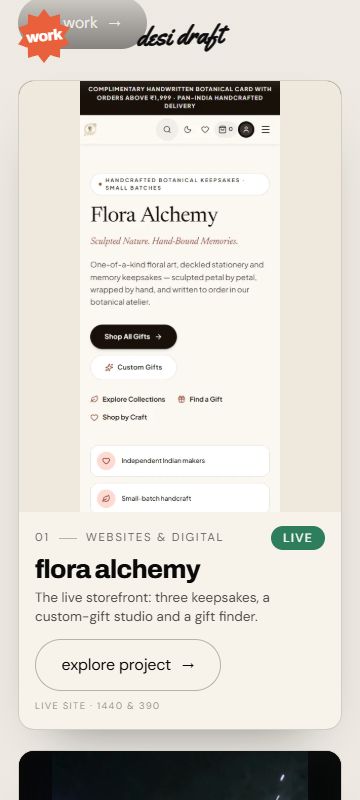 work →
work
desi draft
COMPLIMENTARY HANDWRITTEN BOTANICAL CARD WITH
ORDERS ABOVE ₹1,999 • PAN-INDIA HANDCRAFTED
DELIVERY
0
HANDCRAFTED BOTANICAL KEEPSAKES ·
SMALL BATCHES
Flora Alchemy
Sculpted Nature. Hand-Bound Memories.
One-of-a-kind floral art, deckled stationery and
memory keepsakes — sculpted petal by petal,
wrapped by hand, and written to order in our
botanical atelier.
Shop All Gifts →
Custom Gifts
Explore Collections Find a Gift
Shop by Craft
Independent Indian makers
Small-batch handcraft
01 — WEBSITES & DIGITAL LIVE
flora alchemy
The live storefront: three keepsakes, a
custom-gift studio and a gift finder.
explore project →
LIVE SITE · 1440 & 390